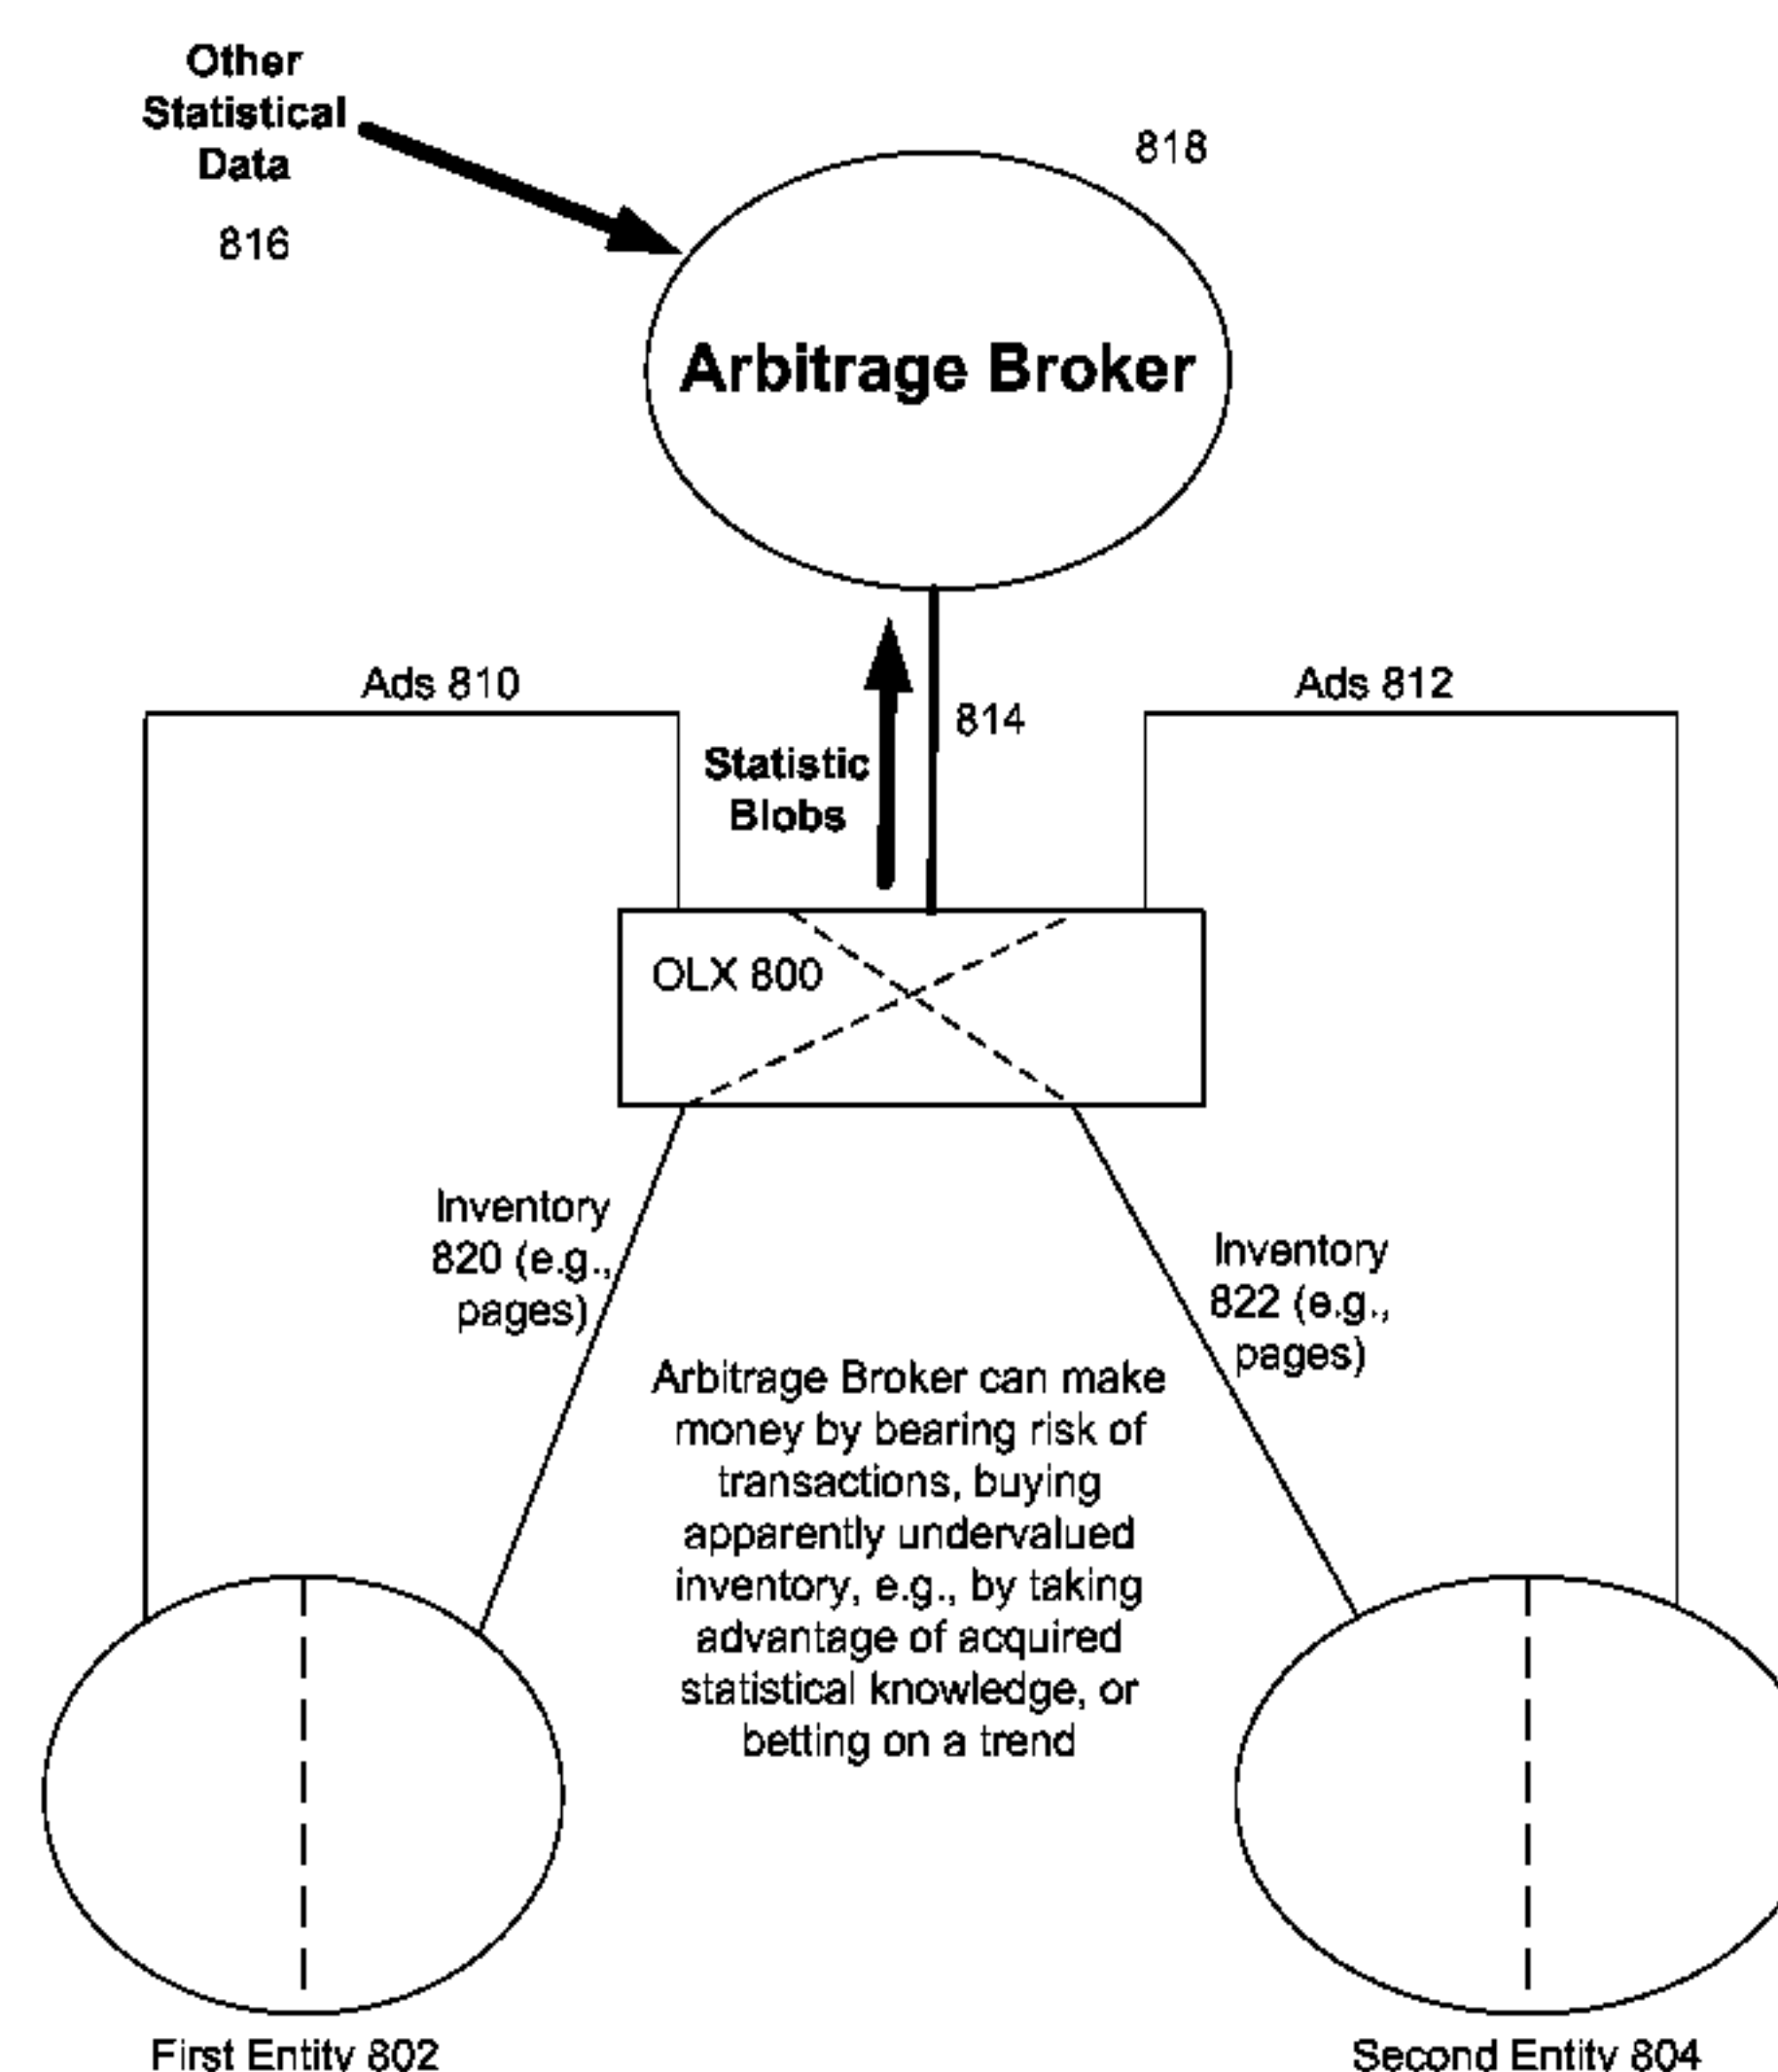 Other
Statistical
Data
816
818
Arbitrage Broker
Ads 810
Ads 812
814
Statistic
Blobs
OLX 800
Inventory
820 (e.g.,
pages)
Inventory
822 (e.g.,
pages)
Arbitrage Broker can make
money by bearing risk of
transactions, buying
apparently undervalued
inventory, e.g., by taking
advantage of acquired
statistical knowledge, or
betting on a trend
First Entity 802
Second Entity 804